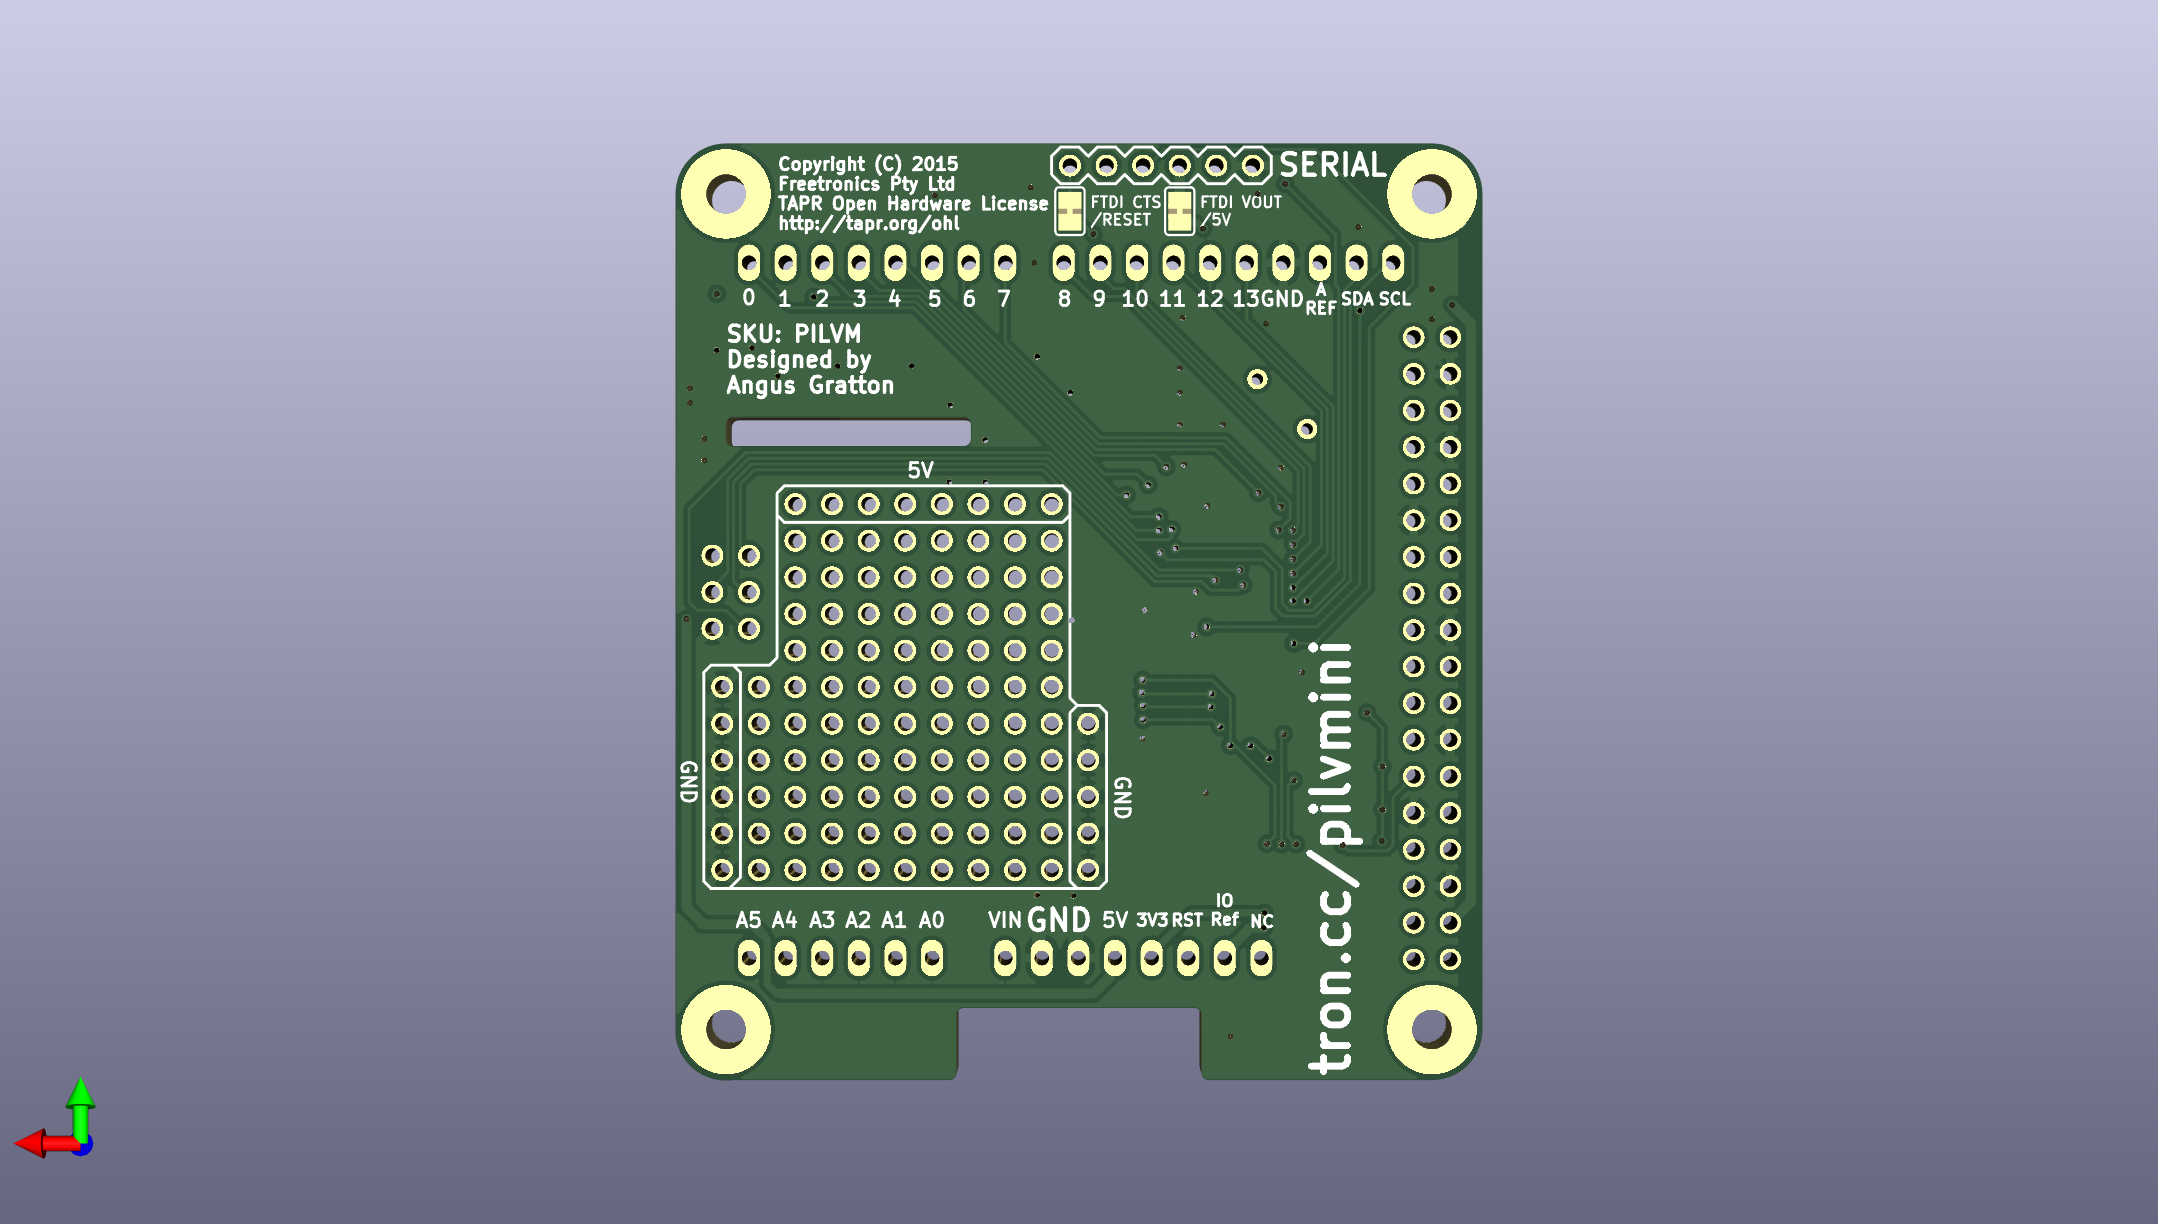 Copyright (C) 2015
Freetronics Pty Ltd
TAPR Open Hardware License
http://tapr.org/ohl
SERIAL
FTDI CTS
/RESET
FTDI VOUT
/5V
0 1 2 3 4 5 6 7 8 9 10 11 12 13 GND A REF SDA SCL
SKU: PILVM
Designed by
Angus Gratton
5V
GND
GND
tron.cc/pilvmini
A5 A4 A3 A2 A1 A0 VIN GND 5V 3V3 RST IO Ref NC